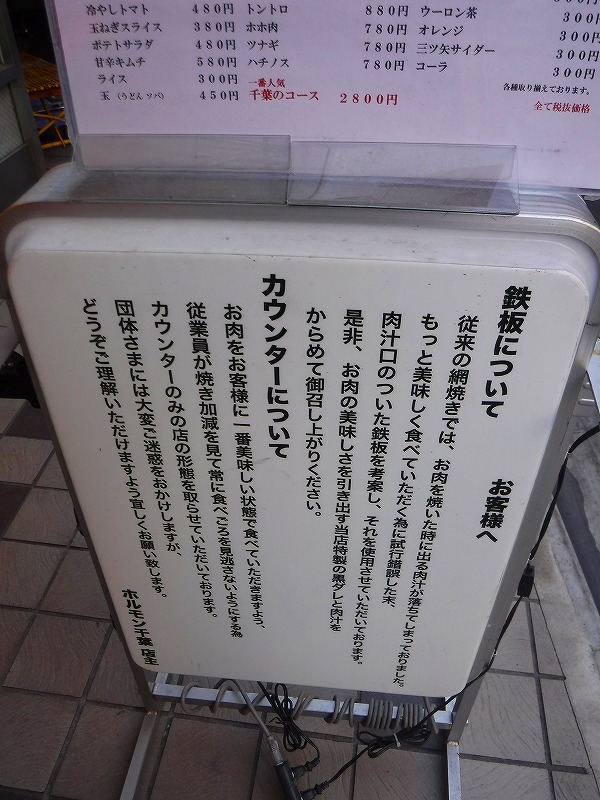 冷やしトマト ４８０円 トントロ ８８０円 ウーロン茶 ３００円
玉ねぎスライス ３８０円 ホホ肉 ７８０円 オレンジ ３００円
ポテトサラダ ４８０円 ツナギ ７８０円 三ツ矢サイダー ３００円
甘辛キムチ ５８０円 ハチノス ７８０円 コーラ ３００円
ライス ３００円 一番人気 各種取り揃えております。
玉（うどん ソバ） ４５０円 千葉のコース ２８００円 全て税抜価格
鉄板について お客様へ
従来の網焼きでは、お肉を焼いた時に出る肉汁が落ちてしまっておりました。
もっと美味しく食べていただく為に試行錯誤した末、
肉汁口のついた鉄板を考案し、それを使用させていただいております。
是非、お肉の美味しさを引き出す当店特製の黒ダレと肉汁を
からめて御召し上がりください。
カウンターについて
お肉をお客様に一番美味しい状態で食べていただきますよう、
従業員が焼き加減を見て常に食べごろを見逃さないようにする為
カウンターのみの店の形態を取らせていただいております。
団体さまには大変ご迷惑をおかけしますが、
どうぞご理解いただけますよう宜しくお願い致します。
ホルモン千葉 店主